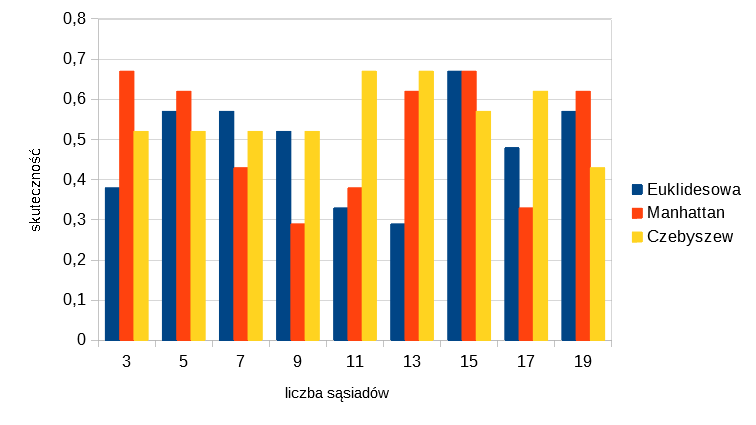 0,8
0,7
0,6
0,5
0,4
0,3
0,2
0,1
0
skuteczność
3 5 7 9 11 13 15 17 19
liczba sąsiadów
Euklidesowa
Manhattan
Czebyszew